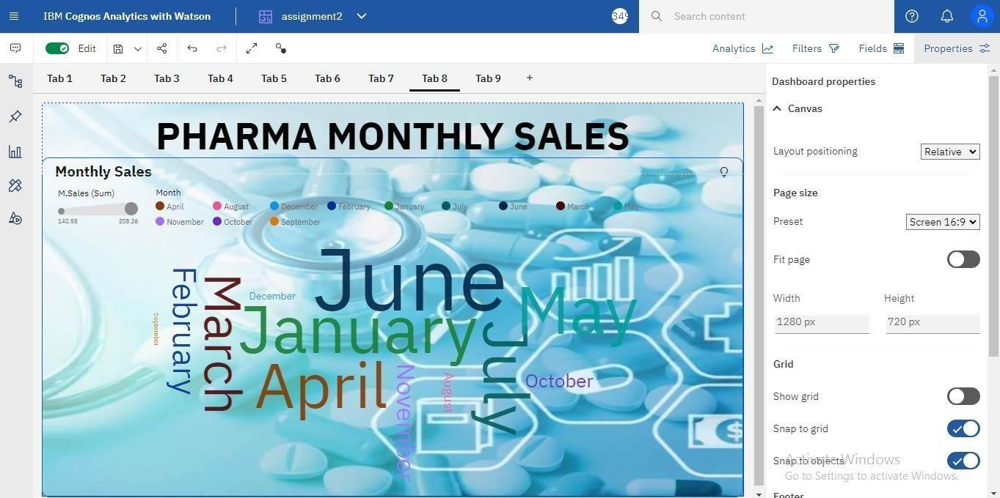 IBM Cognos Analytics with Watson
assignment2
349
Search content
Edit
Analytics
Filters
Fields
Properties
Tab 1 Tab 2 Tab 3 Tab 4 Tab 5 Tab 6 Tab 7 Tab 8 Tab 9 +
PHARMA MONTHLY SALES
Monthly Sales
M.Sales (Sum)
140.58 208.26
Month
April August December February January July June March May
November October September
June
February
March
December
May
September
January
July
April
November
August
October
Dashboard properties
Canvas
Layout positioning Relative
Page size
Preset Screen 16:9
Fit page
Width Height
1280 px 720 px
Grid
Show grid
Snap to grid
Snap to objects
Activate Windows
Go to Settings to activate Windows.
Footer